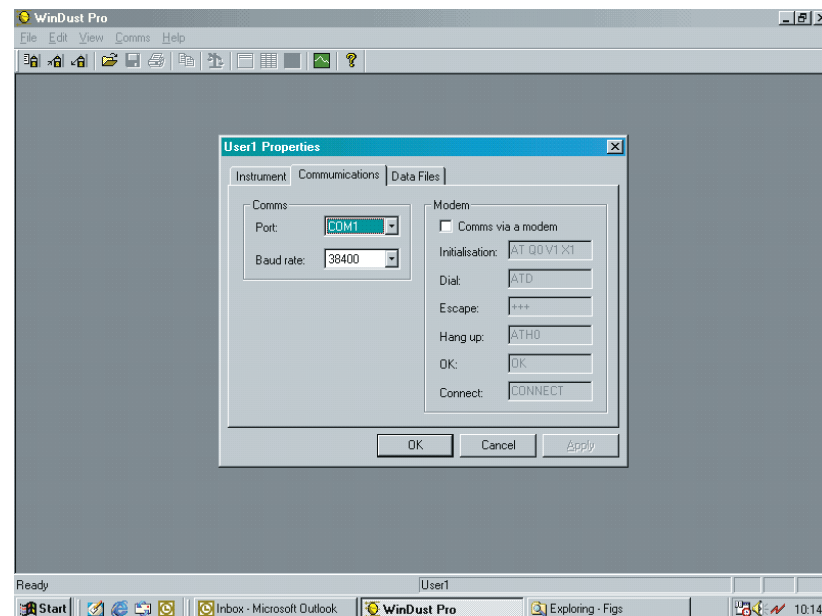 WinDust Pro
File Edit View Comms Help
User1 Properties
Instrument Communications Data Files
Comms
Port: COM1
Baud rate: 38400
Modem
Comms via a modem
Initialisation: AT Q0 V1 X1
Dial: ATD
Escape: +++
Hang up: ATH0
OK: OK
Connect: CONNECT
OK Cancel Apply
Ready User1
Start Inbox - Microsoft Outlook WinDust Pro Exploring - Figs 10:14